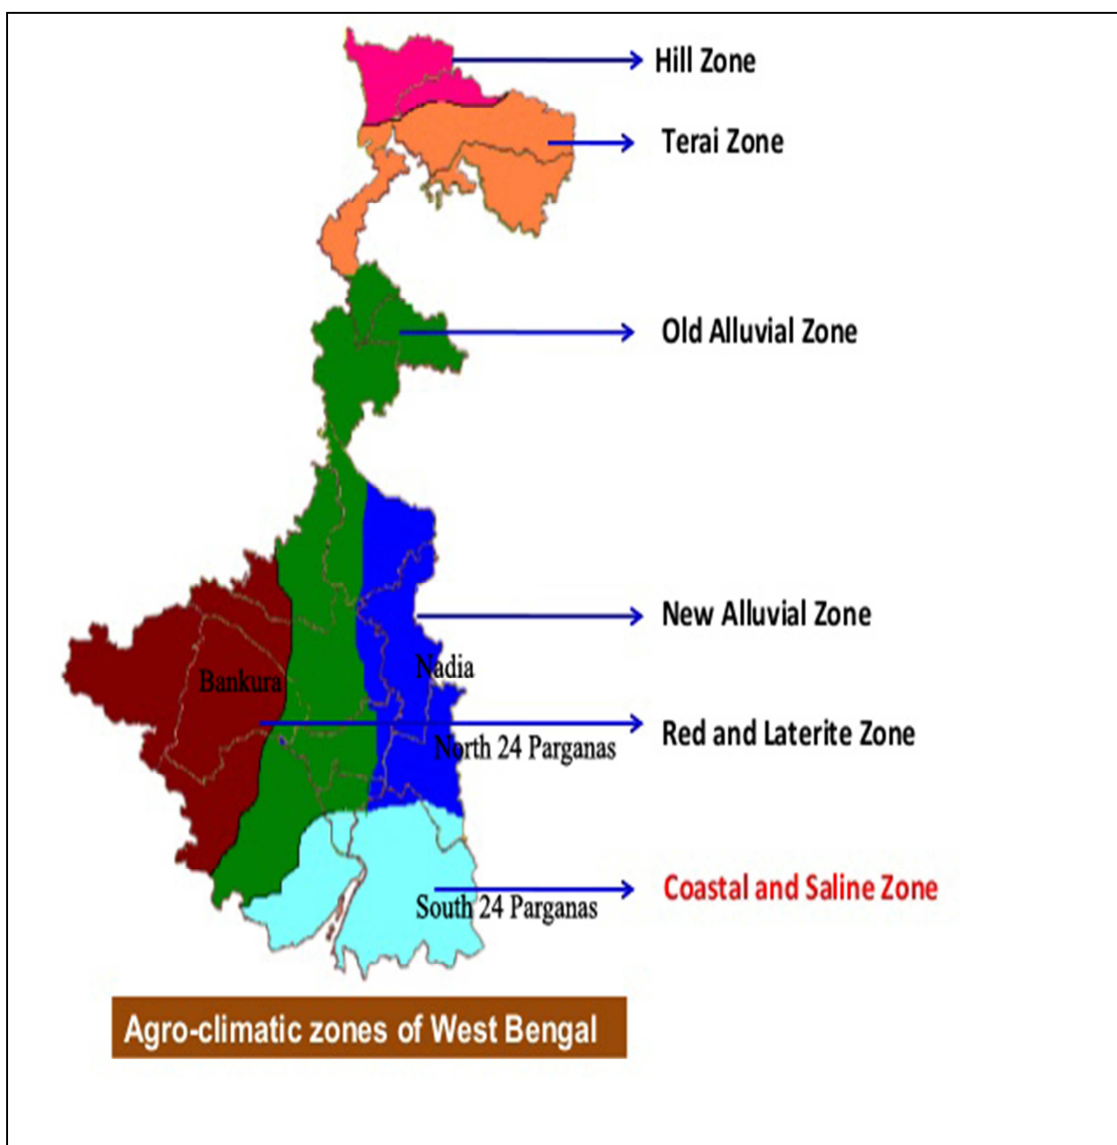 Hill Zone
Terai Zone
Old Alluvial Zone
New Alluvial Zone
Nadia
Bankura
Red and Laterite Zone
North 24 Parganas
Coastal and Saline Zone
South 24 Parganas
Agro-climatic zones of West Bengal